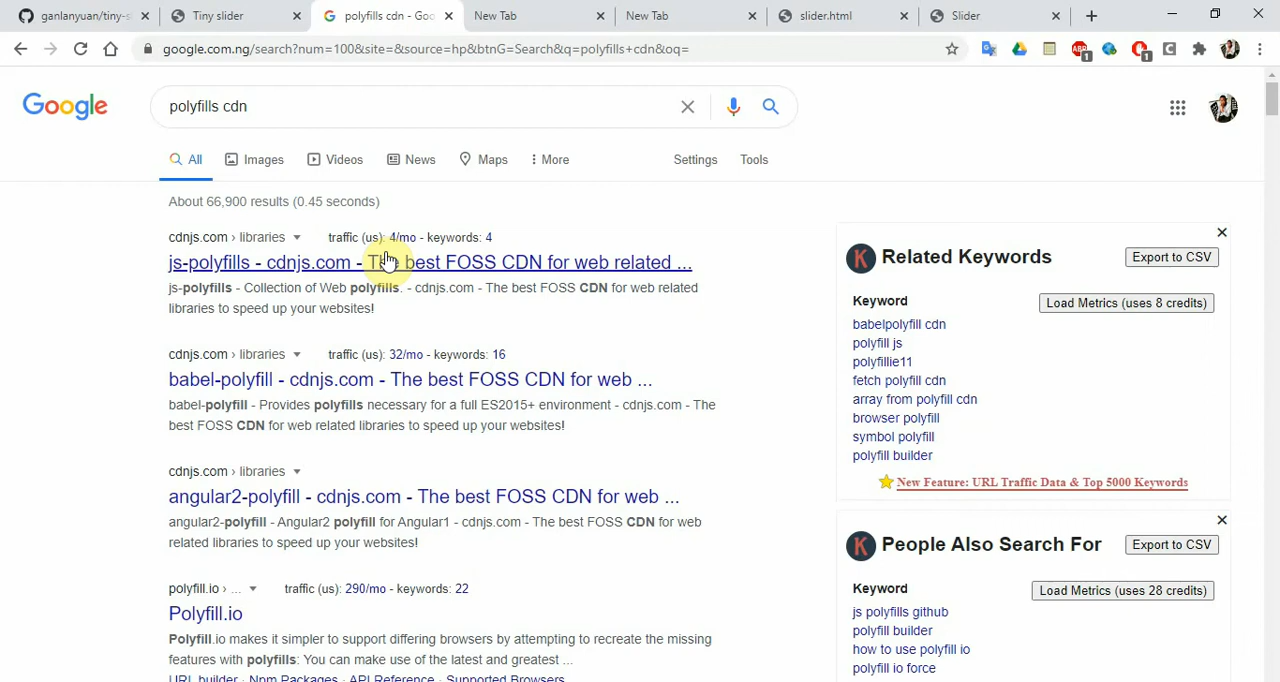 ganlanyuan/tiny-s
Tiny slider
polyfills cdn - Goo
New Tab
New Tab
slider.html
Slider
google.com.ng/search?num=100&site=&source=hp&btnG=Search&q=polyfills+cdn&oq=
ABP 1
1
Google
polyfills cdn
All
Images
Videos
News
Maps
More
Settings
Tools
About 66,900 results (0.45 seconds)
cdnjs.com › libraries
traffic (us): 4/mo - keywords: 4
js-polyfills - cdnjs.com - The best FOSS CDN for web related ...
js-polyfills - Collection of Web polyfills. - cdnjs.com - The best FOSS CDN for web related
libraries to speed up your websites!
cdnjs.com › libraries
traffic (us): 32/mo - keywords: 16
babel-polyfill - cdnjs.com - The best FOSS CDN for web ...
babel-polyfill - Provides polyfills necessary for a full ES2015+ environment - cdnjs.com - The
best FOSS CDN for web related libraries to speed up your websites!
cdnjs.com › libraries
angular2-polyfill - cdnjs.com - The best FOSS CDN for web ...
angular2-polyfill - Angular2 polyfill for Angular1 - cdnjs.com - The best FOSS CDN for web
related libraries to speed up your websites!
polyfill.io › ...
traffic (us): 290/mo - keywords: 22
Polyfill.io
Polyfill.io makes it simpler to support differing browsers by attempting to recreate the missing
features with polyfills: You can make use of the latest and greatest ...
URL builder · Npm Packages · API Reference · Supported Browsers
K
Related Keywords
Export to CSV
Keyword
Load Metrics (uses 8 credits)
babelpolyfill cdn
polyfill js
polyfillie11
fetch polyfill cdn
array from polyfill cdn
browser polyfill
symbol polyfill
polyfill builder
New Feature: URL Traffic Data & Top 5000 Keywords
K
People Also Search For
Export to CSV
Keyword
Load Metrics (uses 28 credits)
js polyfills github
polyfill builder
how to use polyfill io
polyfill io force